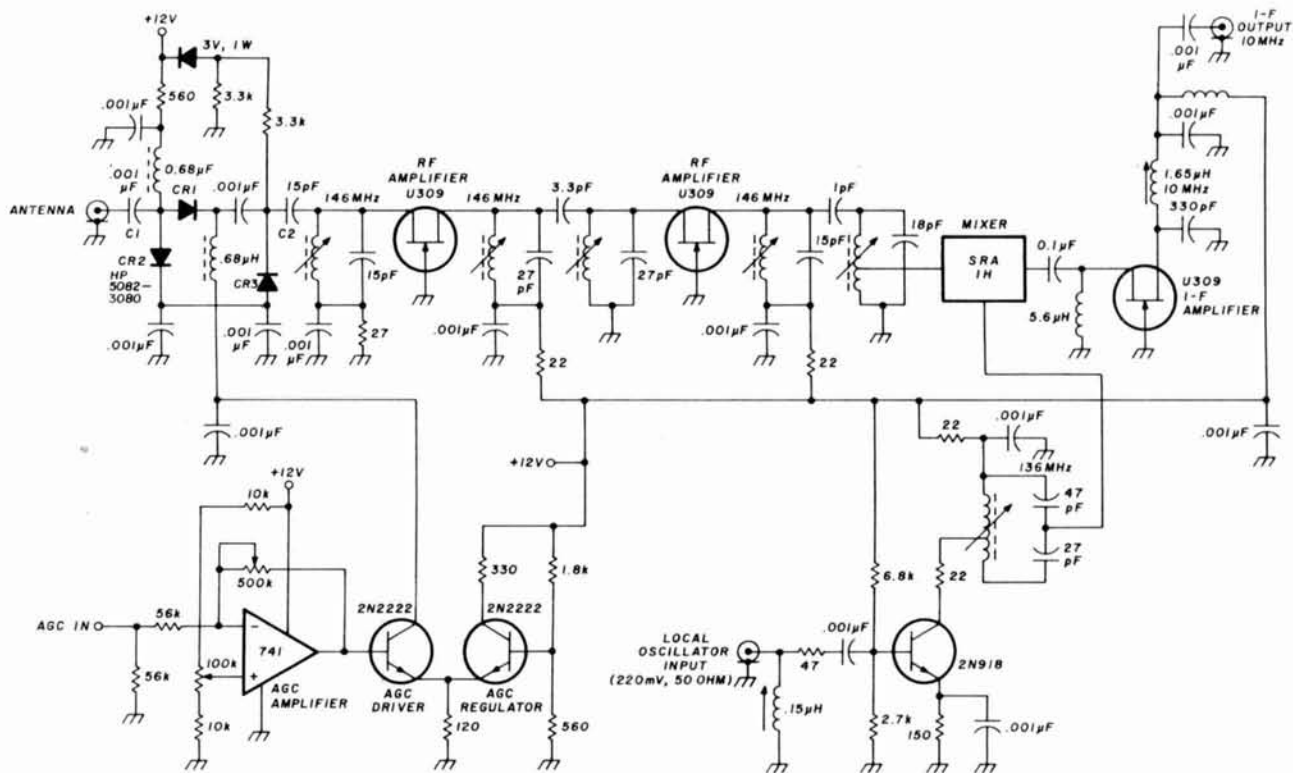 +12V
3V, 1W
560
3.3k
3.3k
.001µF
0.68µF
.001
µF
CR1
.001µF
15pF
C2
ANTENNA
C1
CR2
HP
5082-
3080
.68µH
CR3
.001µF
.001
µF
146MHz
15pF
.001
µF
27
RF
AMPLIFIER
U309
146MHz
3.3pF
27
pF
27pF
.001µF
22
RF
AMPLIFIER
U309
146MHz
1pF
15pF
18pF
.001µF
22
MIXER
SRA
1H
0.1µF
5.6µH
U309
I-F
AMPLIFIER
I-F
OUTPUT
10MHz
.001
µF
.001µF
1.65µH
10MHz
330pF
.001µF
.001µF
+12V
10k
500k
AGC IN
56k
56k
100k
10k
-
+
741
AGC
AMPLIFIER
2N2222
AGC
DRIVER
2N2222
AGC
REGULATOR
330
1.8k
120
560
+12V
LOCAL
OSCILLATOR
INPUT
(220mV, 50 OHM)
47
.001µF
.15µH
6.8k
2.7k
22
2N918
150
.001µF
22
.001µF
136MHz
47
pF
27
pF